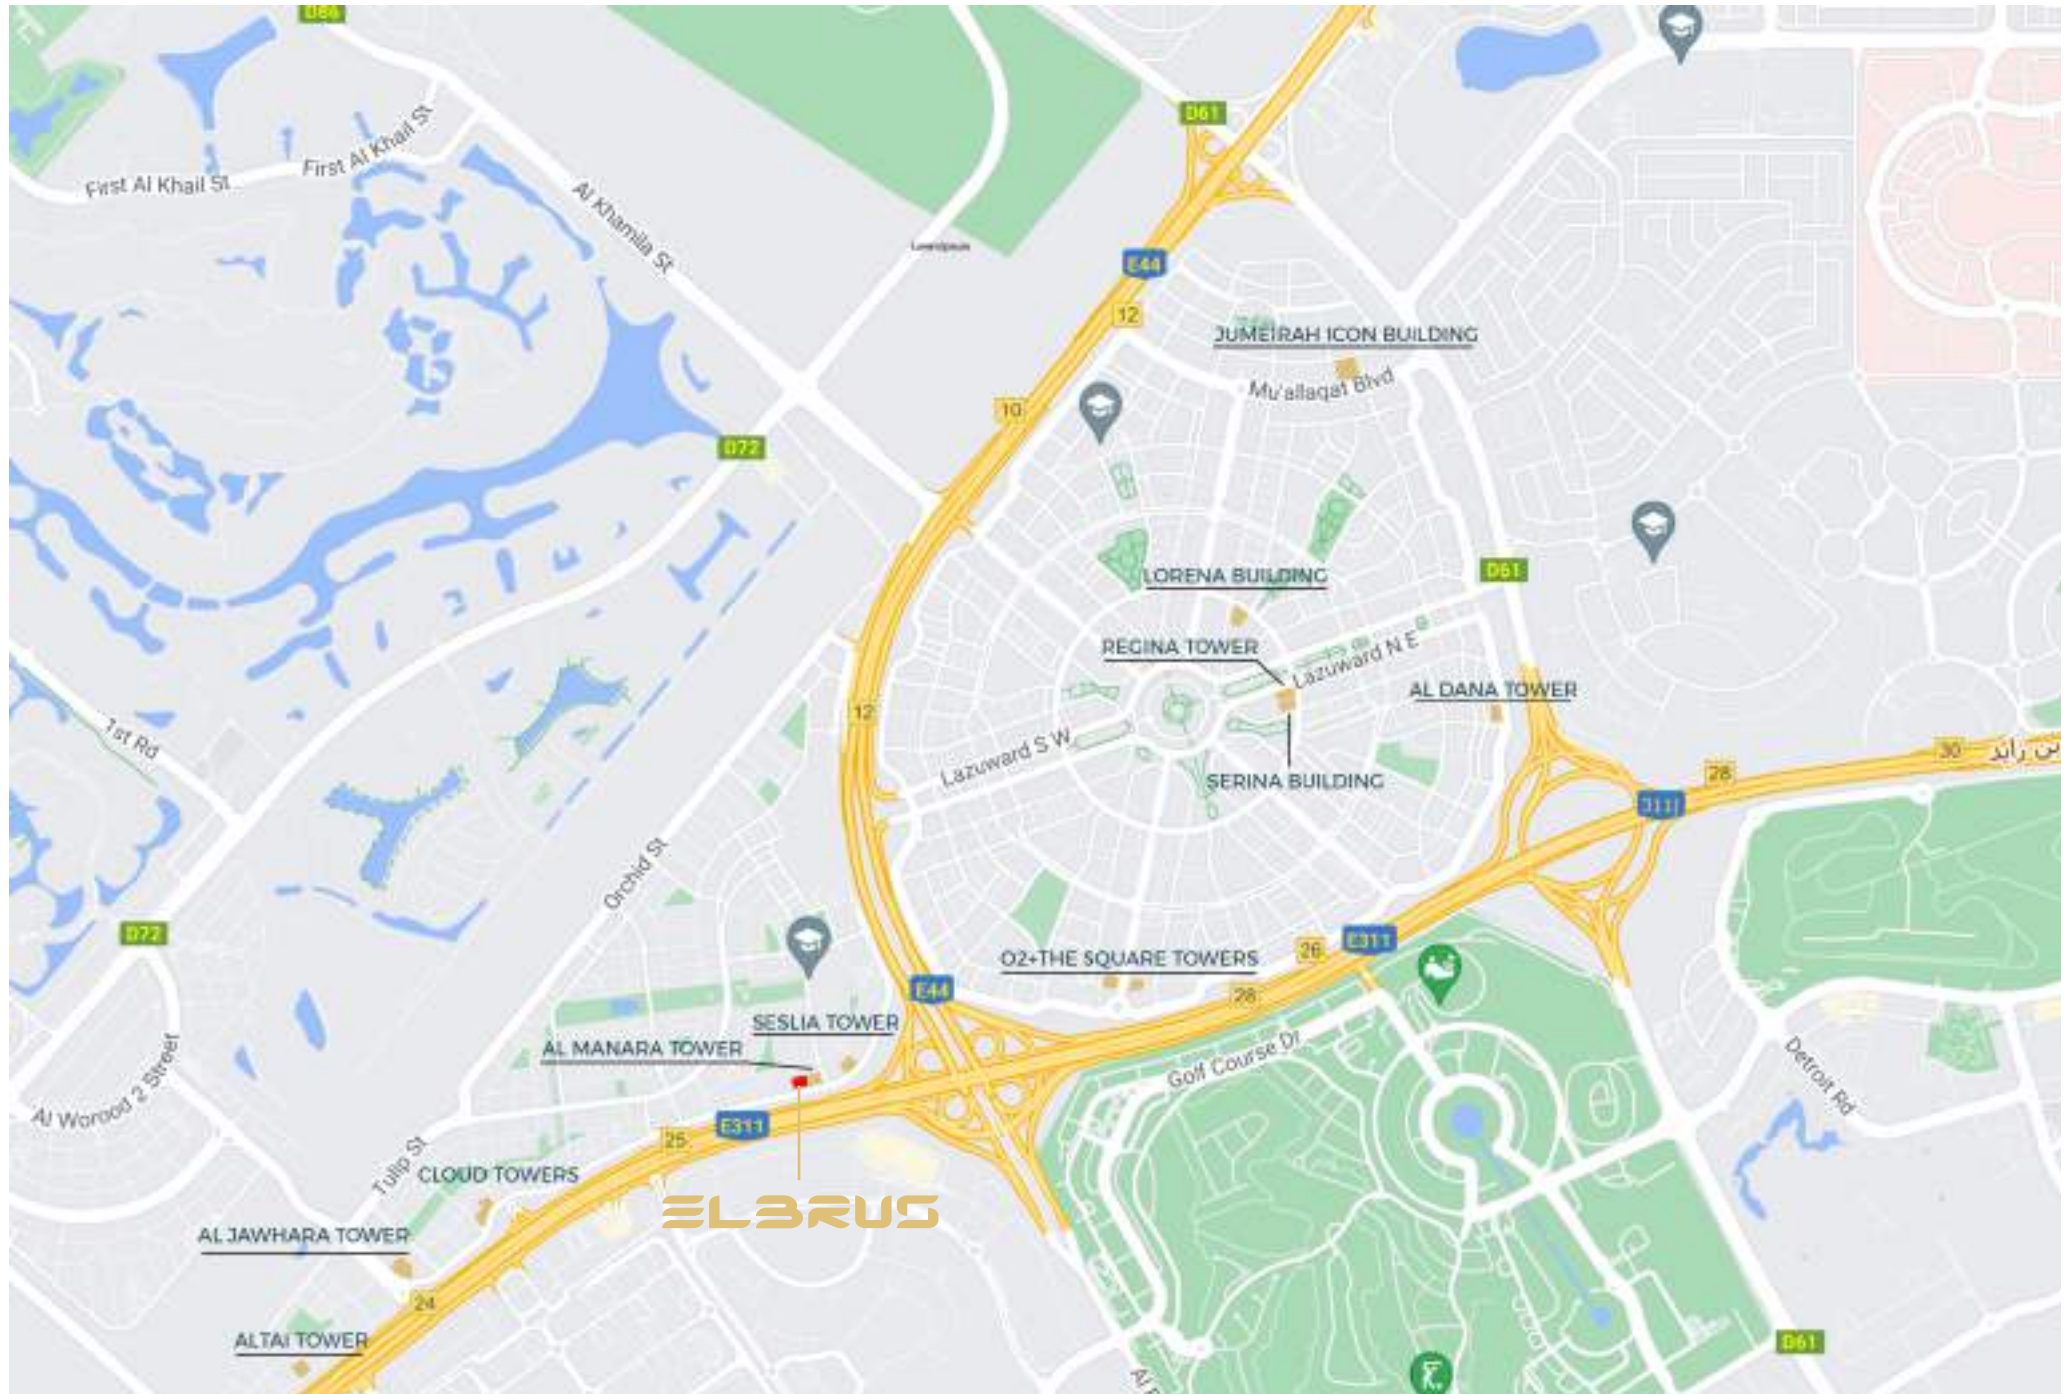 D86
First Al Khail St
First Al Khail St
Al Khamila St
D61
E44
12
JUMEIRAH ICON BUILDING
Mu'allaqat Blvd
10
D72
LORENA BUILDING
D61
REGINA TOWER
Lazuward N E
AL DANA TOWER
12
1st Rd
Lazuward S W
SERINA BUILDING
30
بن زايد
28
E311
Orchid St
D72
O2+THE SQUARE TOWERS
26
E311
E44
28
SESLIA TOWER
AL MANARA TOWER
Golf Course Dr
Detroit Rd
Al Worood 2 Street
E311
25
Tulip St
CLOUD TOWERS
ELBRUS
AL JAWHARA TOWER
24
ALTAI TOWER
D61